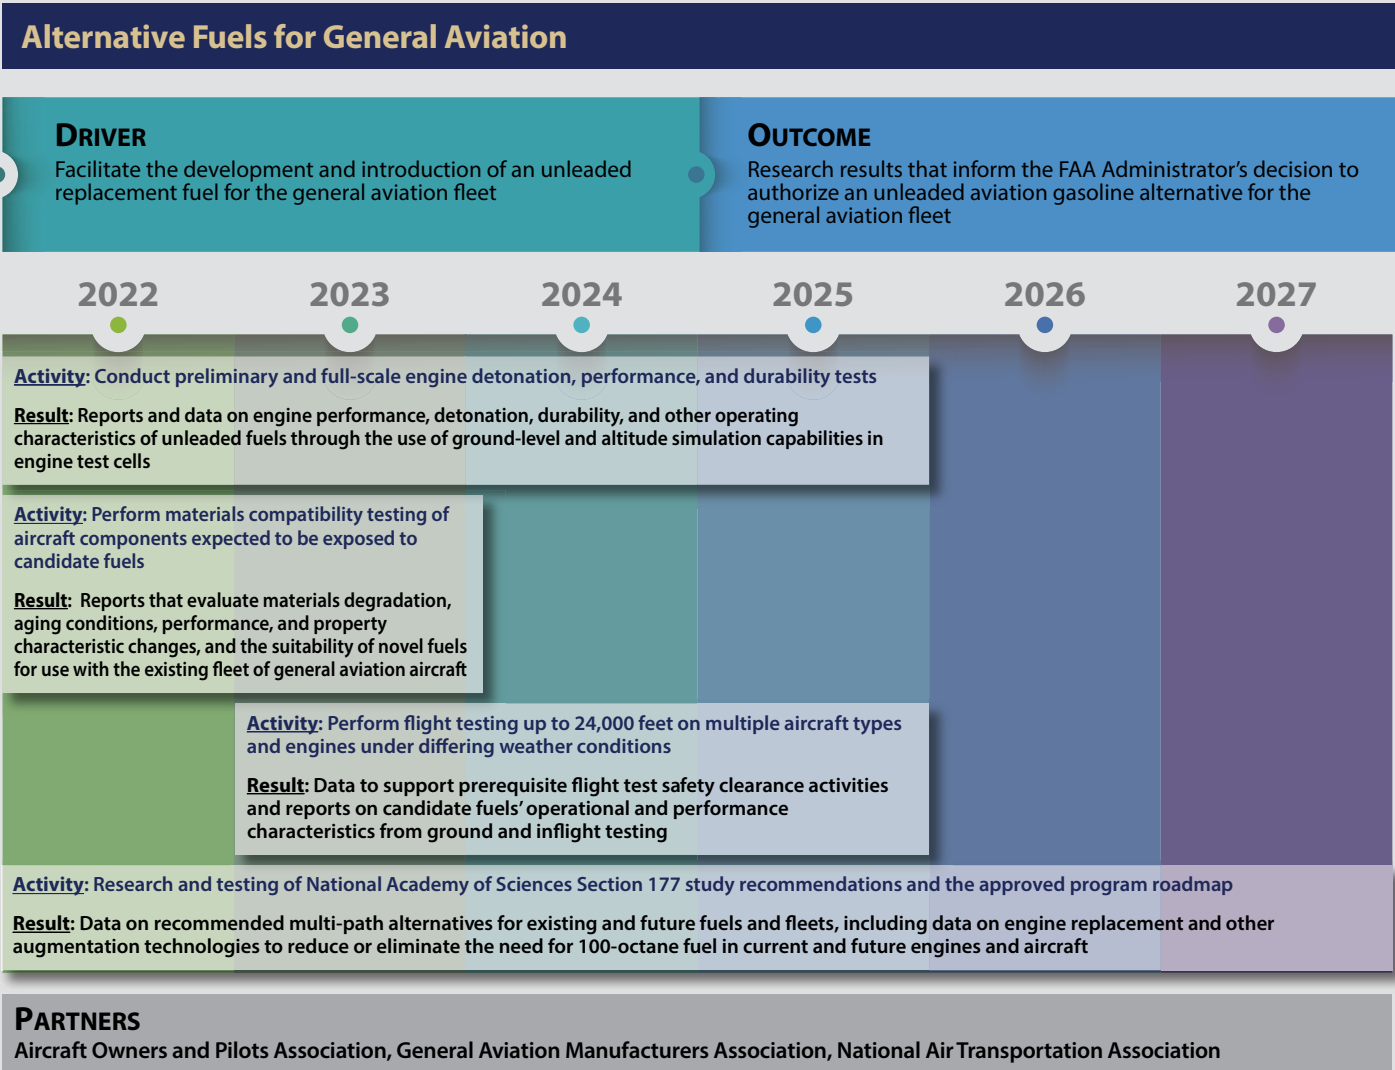 Alternative Fuels for General Aviation
DRIVER
Facilitate the development and introduction of an unleaded
replacement fuel for the general aviation fleet
OUTCOME
Research results that inform the FAA Administrator's decision to
authorize an unleaded aviation gasoline alternative for the
general aviation fleet
2022 2023 2024 2025 2026 2027
Activity: Conduct preliminary and full-scale engine detonation, performance, and durability tests
Result: Reports and data on engine performance, detonation, durability, and other operating
characteristics of unleaded fuels through the use of ground-level and altitude simulation capabilities in
engine test cells
Activity: Perform materials compatibility testing of
aircraft components expected to be exposed to
candidate fuels
Result: Reports that evaluate materials degradation,
aging conditions, performance, and property
characteristic changes, and the suitability of novel fuels
for use with the existing fleet of general aviation aircraft
Activity: Perform flight testing up to 24,000 feet on multiple aircraft types
and engines under differing weather conditions
Result: Data to support prerequisite flight test safety clearance activities
and reports on candidate fuels' operational and performance
characteristics from ground and inflight testing
Activity: Research and testing of National Academy of Sciences Section 177 study recommendations and the approved program roadmap
Result: Data on recommended multi-path alternatives for existing and future fuels and fleets, including data on engine replacement and other
augmentation technologies to reduce or eliminate the need for 100-octane fuel in current and future engines and aircraft
PARTNERS
Aircraft Owners and Pilots Association, General Aviation Manufacturers Association, National Air Transportation Association